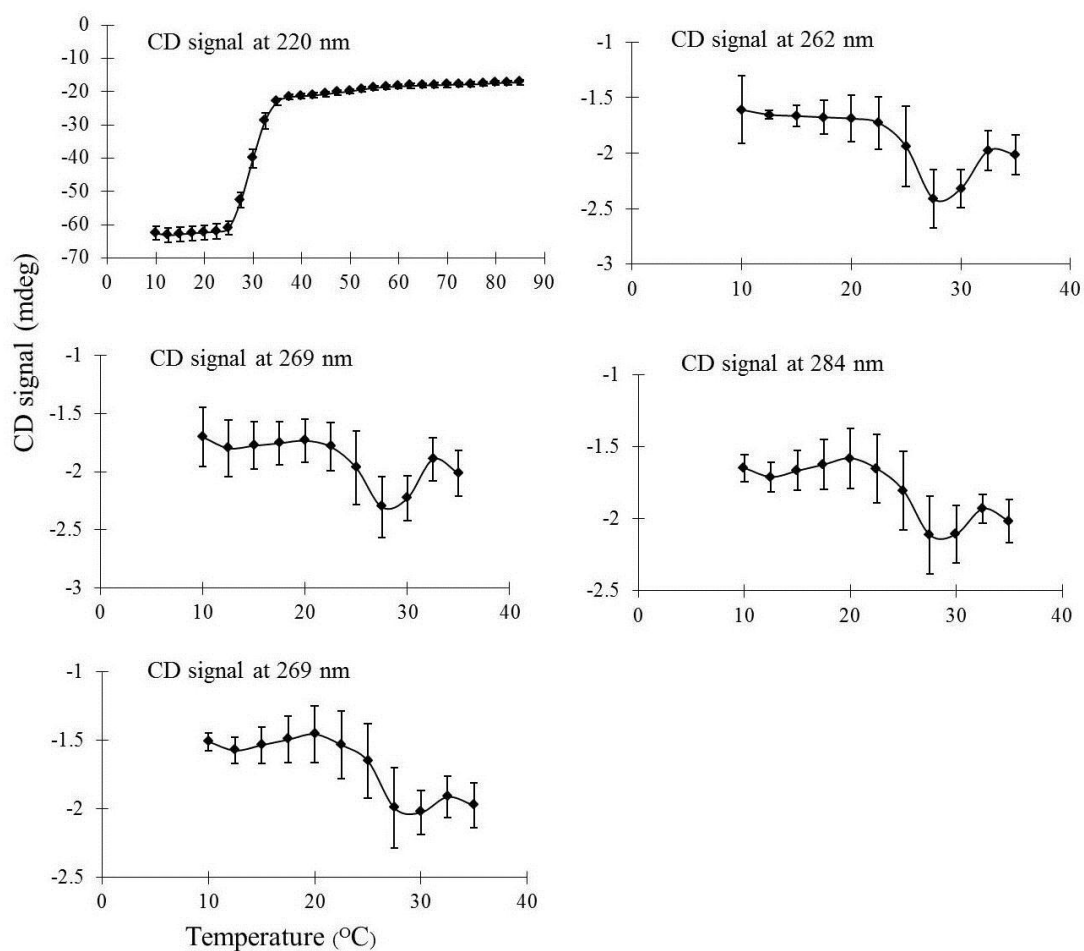 CD signal at 220 nm
0
-10
-20
-30
-40
-50
-60
-70
0 10 20 30 40 50 60 70 80 90
CD signal at 262 nm
-1
-1.5
-2
-2.5
-3
0 10 20 30 40
CD signal (mdeg)
CD signal at 269 nm
-1
-1.5
-2
-2.5
-3
0 10 20 30 40
CD signal at 284 nm
-1
-1.5
-2
-2.5
0 10 20 30 40
CD signal at 269 nm
-1
-1.5
-2
-2.5
0 10 20 30 40
Temperature (°C)